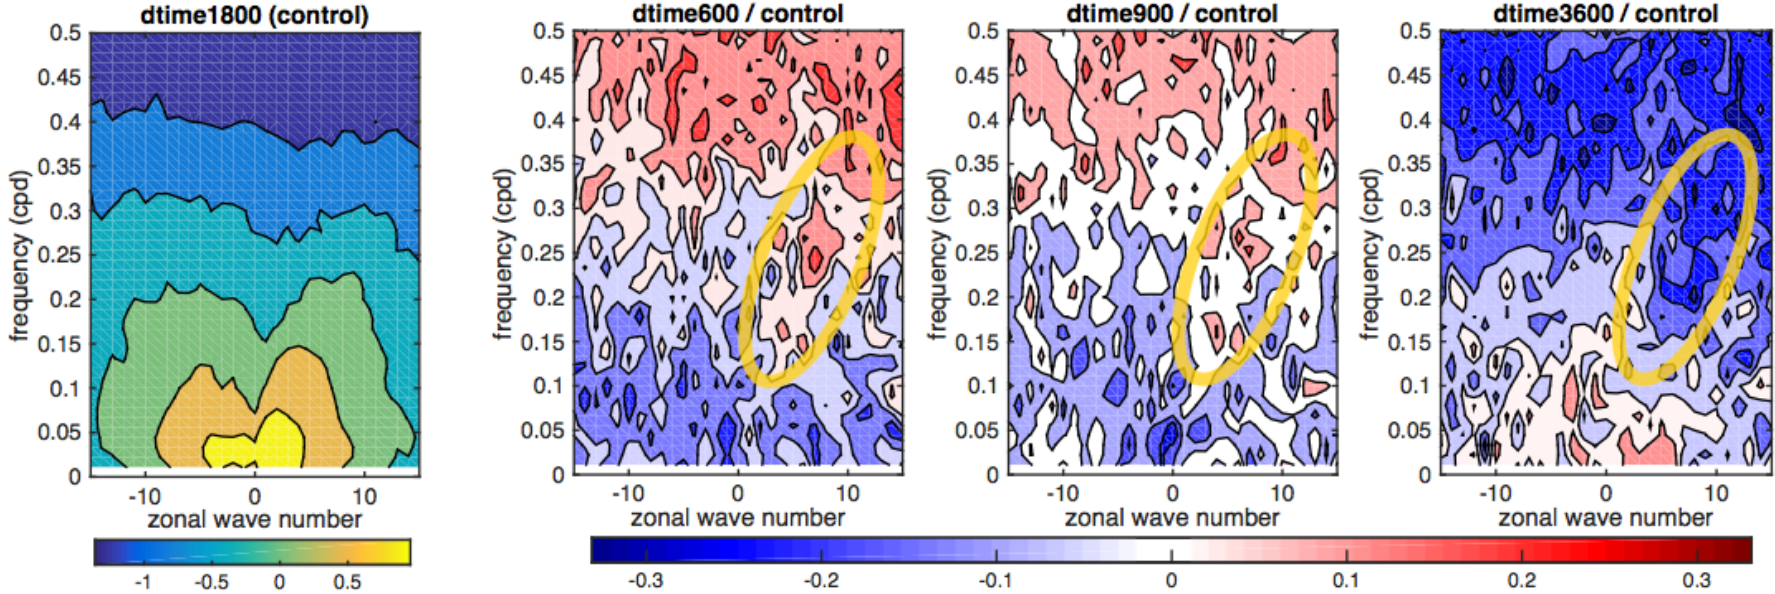 dtime1800 (control)
dtime600 / control
dtime900 / control
dtime3600 / control
frequency (cpd)
0.5
0.45
0.4
0.35
0.3
0.25
0.2
0.15
0.1
0.05
0
-10 0 10
zonal wave number
-1 -0.5 0 0.5
frequency (cpd)
0.5
0.45
0.4
0.35
0.3
0.25
0.2
0.15
0.1
0.05
0
-10 0 10
zonal wave number
frequency (cpd)
0.5
0.45
0.4
0.35
0.3
0.25
0.2
0.15
0.1
0.05
0
-10 0 10
zonal wave number
frequency (cpd)
0.5
0.45
0.4
0.35
0.3
0.25
0.2
0.15
0.1
0.05
0
-10 0 10
zonal wave number
-0.3 -0.2 -0.1 0 0.1 0.2 0.3